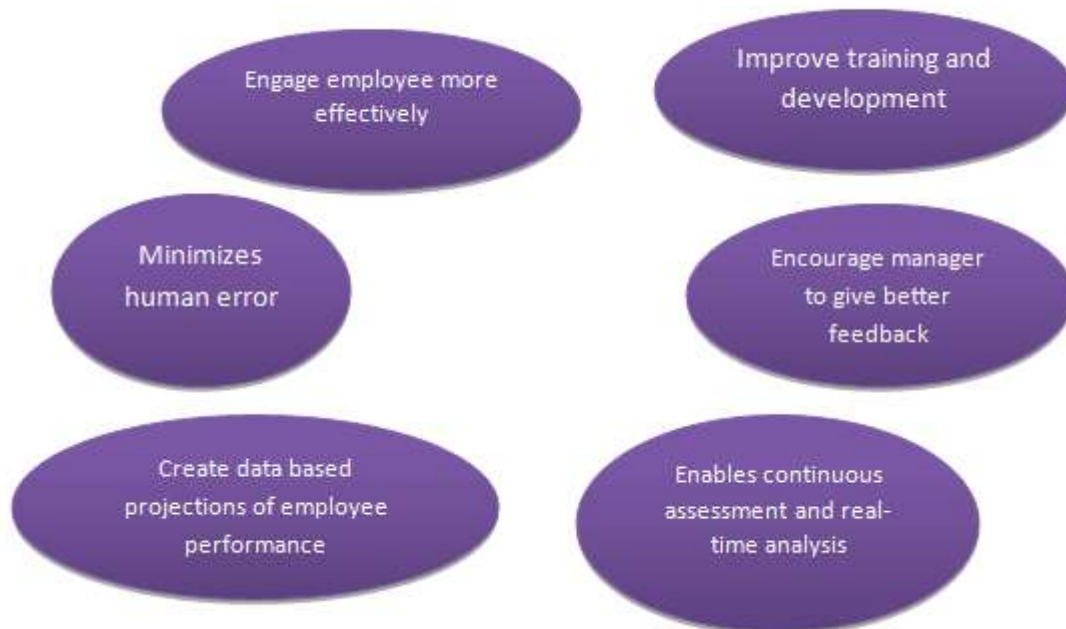 Engage employee more
effectively
Improve training and
development
Minimizes
human error
Encourage manager
to give better
feedback
Create data based
projections of employee
performance
Enables continuous
assessment and real-
time analysis